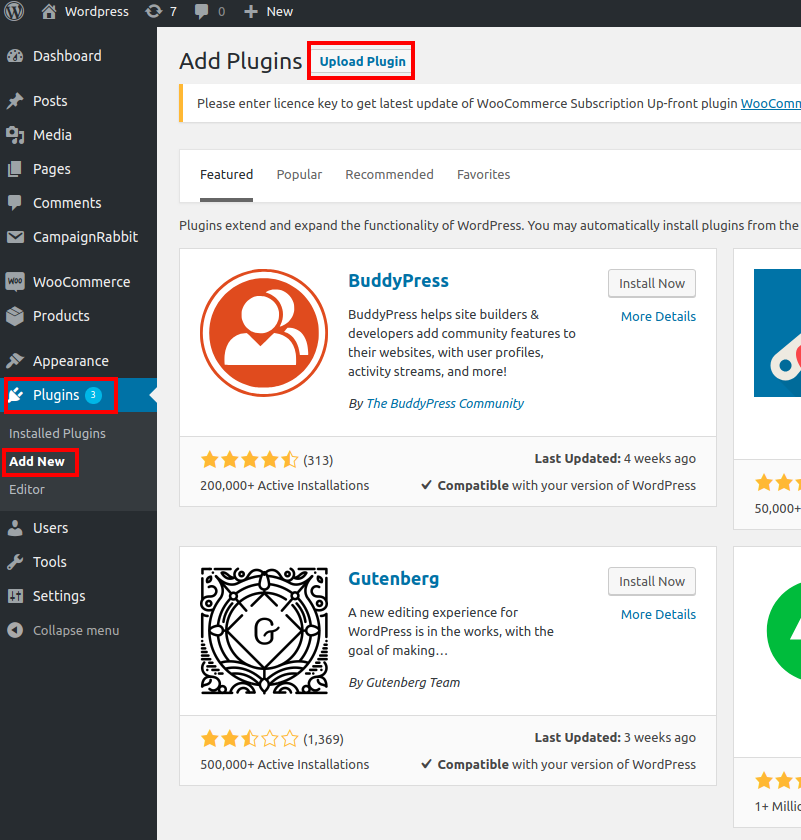 Wordpress 7 0 New
Dashboard
Posts
Media
Pages
Comments
CampaignRabbit
WOO WooCommerce
Products
Appearance
Plugins 3
Installed Plugins
Add New
Editor
Users
Tools
Settings
Collapse menu
Add Plugins Upload Plugin
Please enter licence key to get latest update of WooCommerce Subscription Up-front plugin WooComm
Featured Popular Recommended Favorites
Plugins extend and expand the functionality of WordPress. You may automatically install plugins from the
BuddyPress
Install Now
More Details
BuddyPress helps site builders &
developers add community features to
their websites, with user profiles,
activity streams, and more!
By The BuddyPress Community
(313)
Last Updated: 4 weeks ago
200,000+ Active Installations
Compatible with your version of WordPress
50,000+
G
Gutenberg
Install Now
More Details
A new editing experience for
WordPress is in the works, with the
goal of making…
By Gutenberg Team
(1,369)
Last Updated: 3 weeks ago
500,000+ Active Installations
Compatible with your version of WordPress
1+ Millio